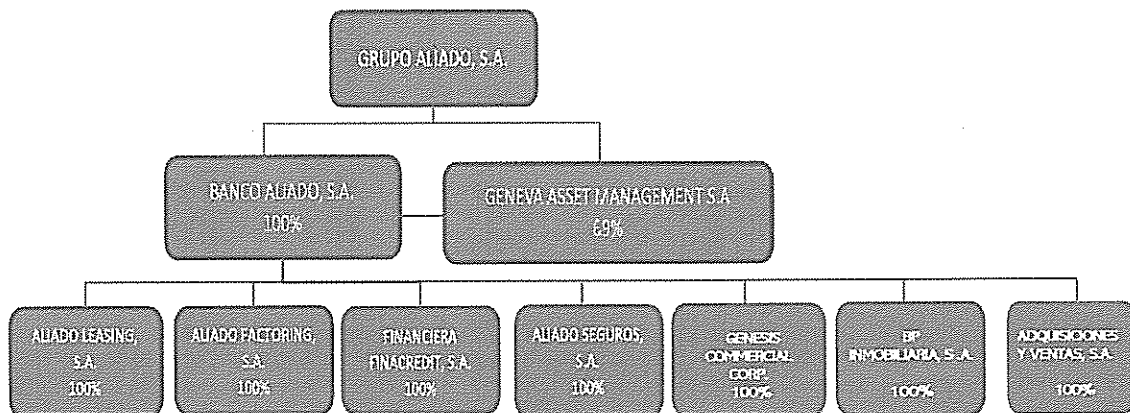 GRUPO ALIADO, S.A.
BANCO ALIADO, S.A.
100%
GENEVA ASSET MANAGEMENT S.A
69%
ALIADO LEASING,
S.A.
100%
ALIADO FACTORING,
S.A.
100%
FINANCIERA
FINACREDIT, S.A.
100%
ALIADO SEGUROS,
S.A.
100%
GENESIS
COMMERCIAL
CORP.
100%
BP
INMOBILIARIA, S.A.
100%
ADQUISICIONES
Y VENTAS, S.A.
100%